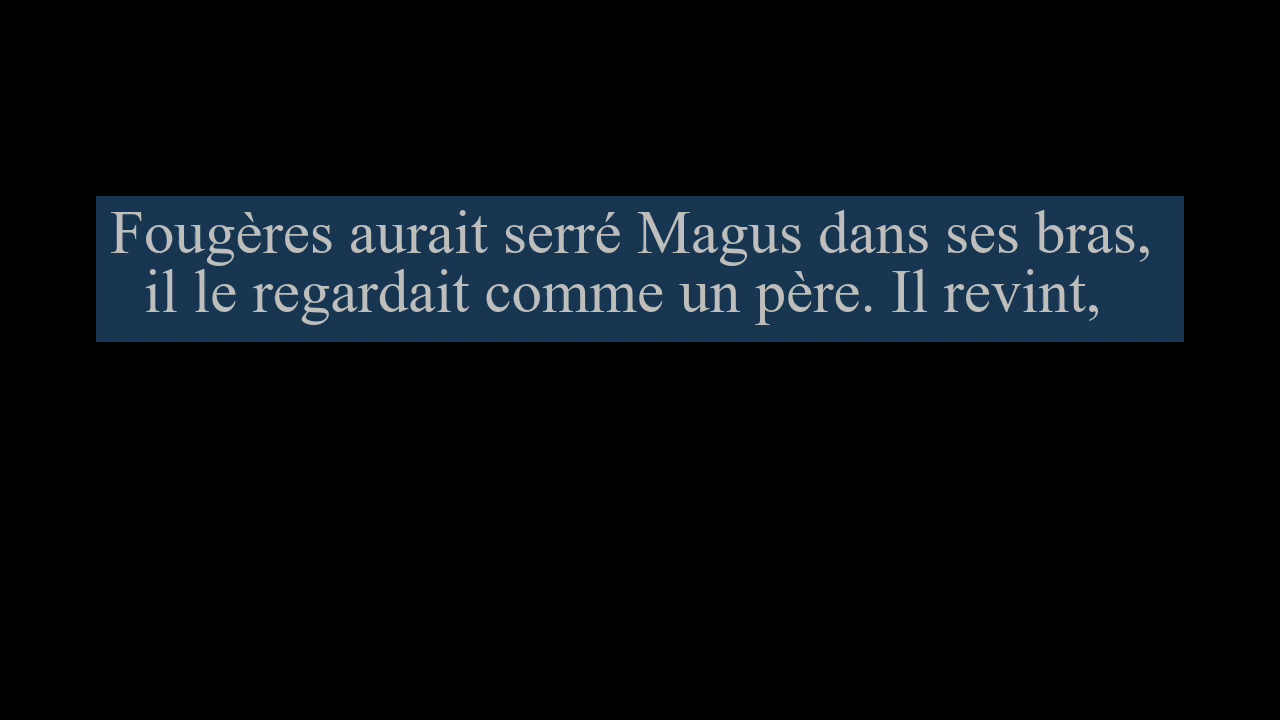 Fougères aurait serré Magus dans ses bras,
il le regardait comme un père. Il revint,